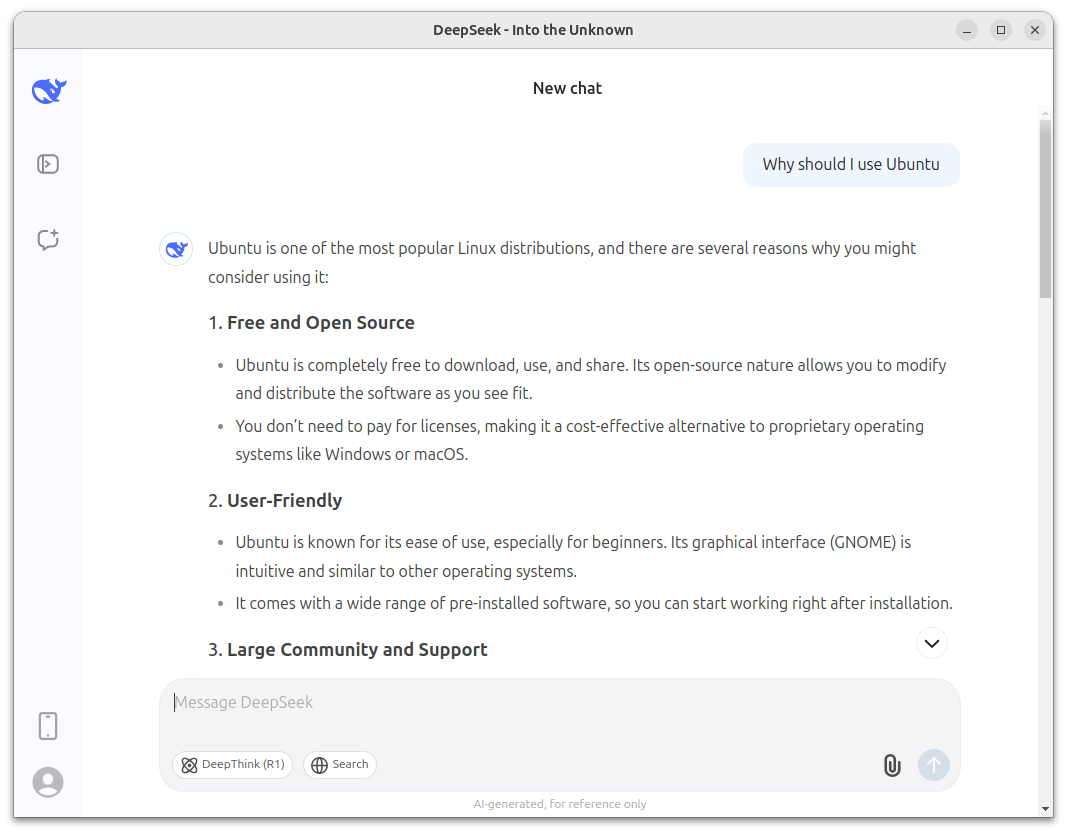 DeepSeek - Into the Unknown
New chat
Why should I use Ubuntu
Ubuntu is one of the most popular Linux distributions, and there are several reasons why you might
consider using it:
1. Free and Open Source
• Ubuntu is completely free to download, use, and share. Its open-source nature allows you to modify
and distribute the software as you see fit.
• You don’t need to pay for licenses, making it a cost-effective alternative to proprietary operating
systems like Windows or macOS.
2. User-Friendly
• Ubuntu is known for its ease of use, especially for beginners. Its graphical interface (GNOME) is
intuitive and similar to other operating systems.
• It comes with a wide range of pre-installed software, so you can start working right after installation.
3. Large Community and Support
Message DeepSeek
DeepThink (R1) Search
AI-generated, for reference only